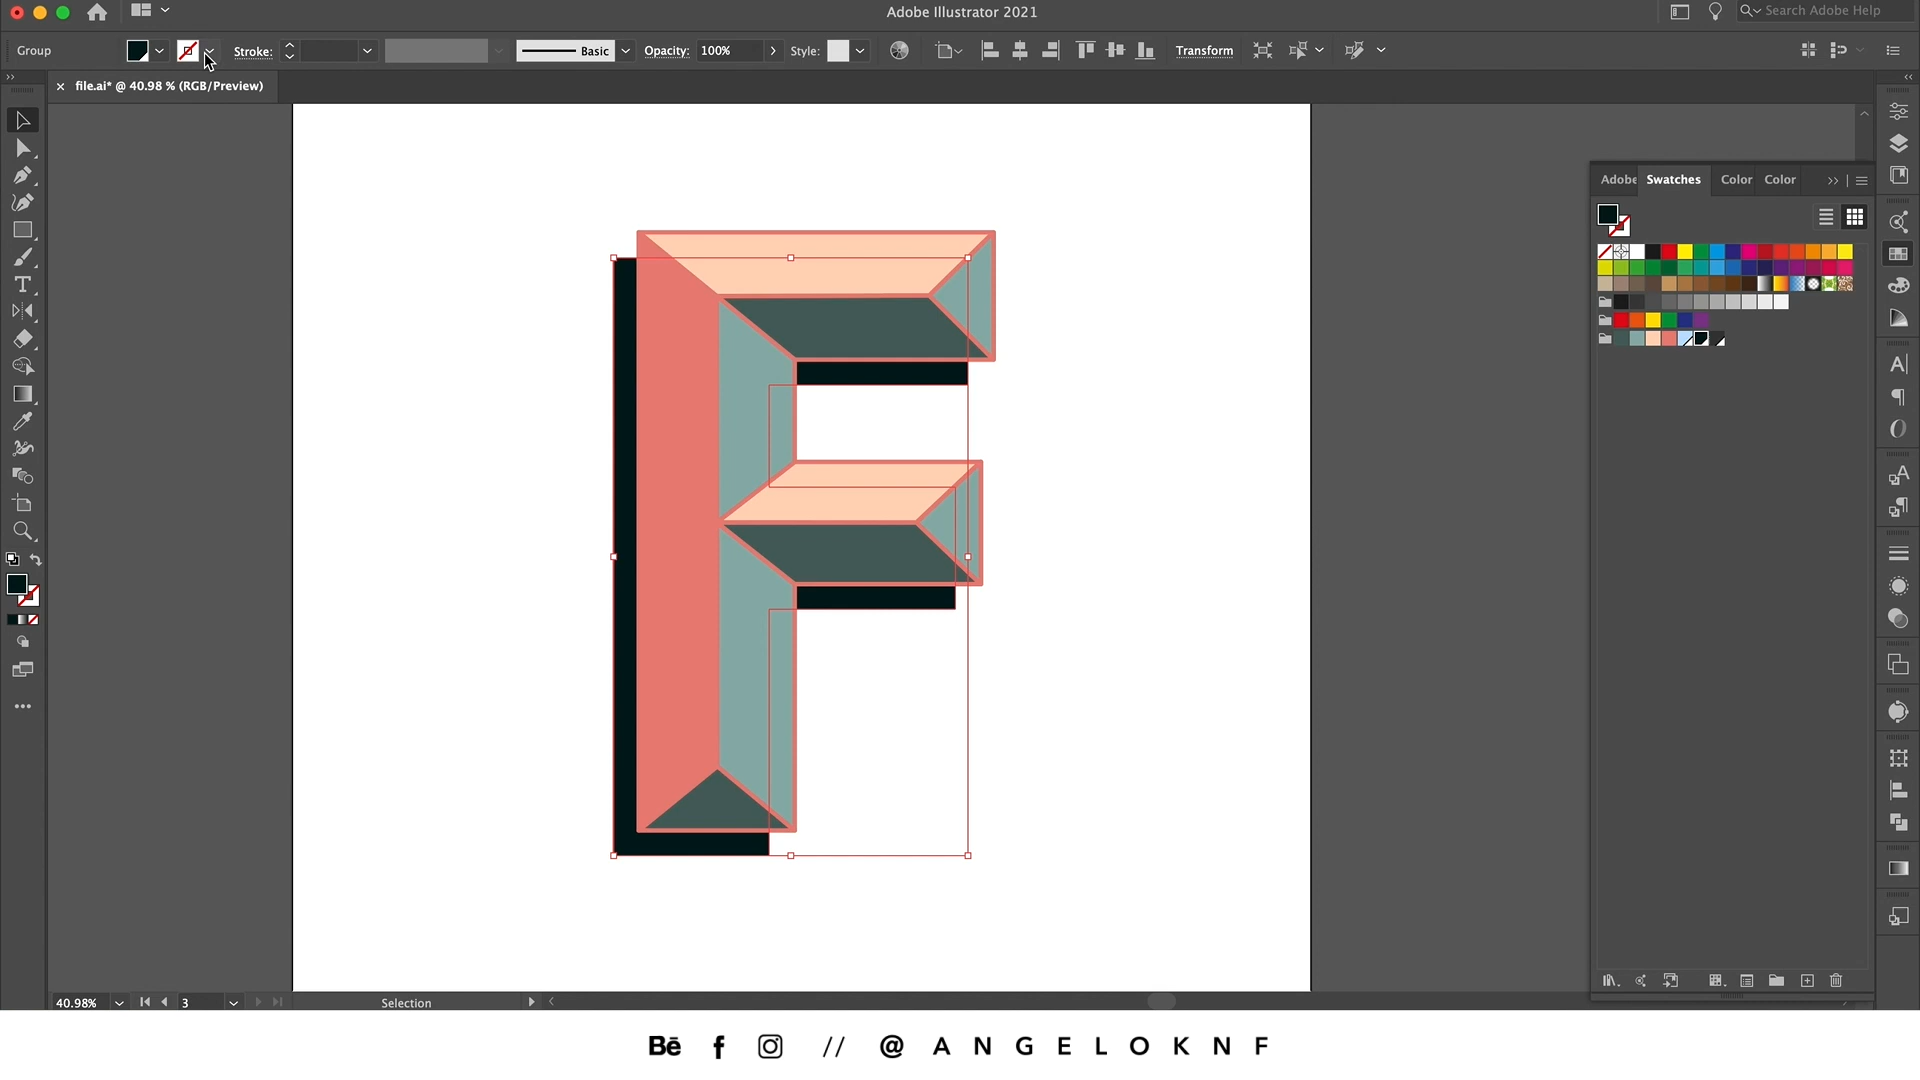 Adobe Illustrator 2021
Search Adobe Help
Group
Stroke:
Basic
Opacity:
100%
Style:
Transform
file.ai* @ 40.98 % (RGB/Preview)
Adobe
Swatches
Color
Color
F
40.98%
3
Selection
Bē f // @ANGELOKNF